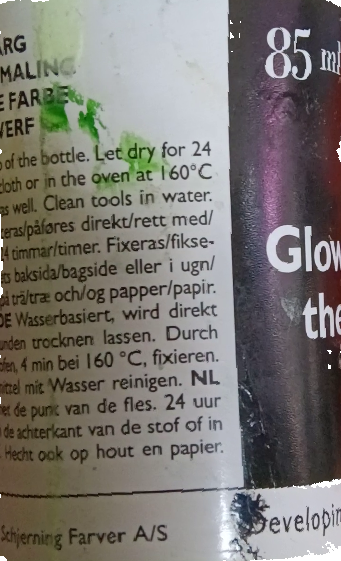 ARG
MALING
E FARBE
VERF
of the bottle. Let dry for 24
cloth or in the oven at 160°C
as well. Clean tools in water.
eras/påføres direkt/rett med/
4 timmar/timer. Fixeras/fikse-
baksida/bagside eller i ugn/
på trä/træ och/og papper/papir.
DE Wasserbasiert, wird direkt
unden trocknen lassen. Durch
ofen, 4 min bei 160 °C, fixieren.
mittel mit Wasser reinigen. NL
met de punt van de fles. 24 uur
de achterkant van de stof of in
Hecht ook op hout en papier.
Schjerning Farver A/S
85 ml
Glow
the
Developin